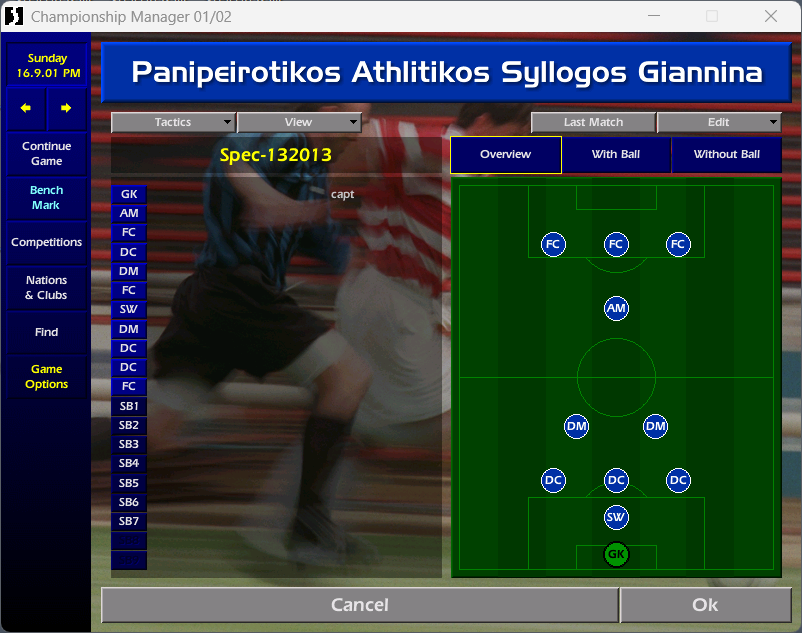 Championship Manager 01/02
Sunday
16.9.01 PM
Continue
Game
Bench
Mark
Competitions
Nations
& Clubs
Find
Game
Options
Panipeirotikos Athlitikos Syllogos Giannina
Tactics
View
Last Match
Edit
Spec-132013
Overview
With Ball
Without Ball
GK capt
AM
FC
DC
DM
FC
SW
DM
DC
DC
FC
SB1
SB2
SB3
SB4
SB5
SB6
SB7
FC FC FC
AM
DM DM
DC DC DC
SW
GK
Cancel
Ok